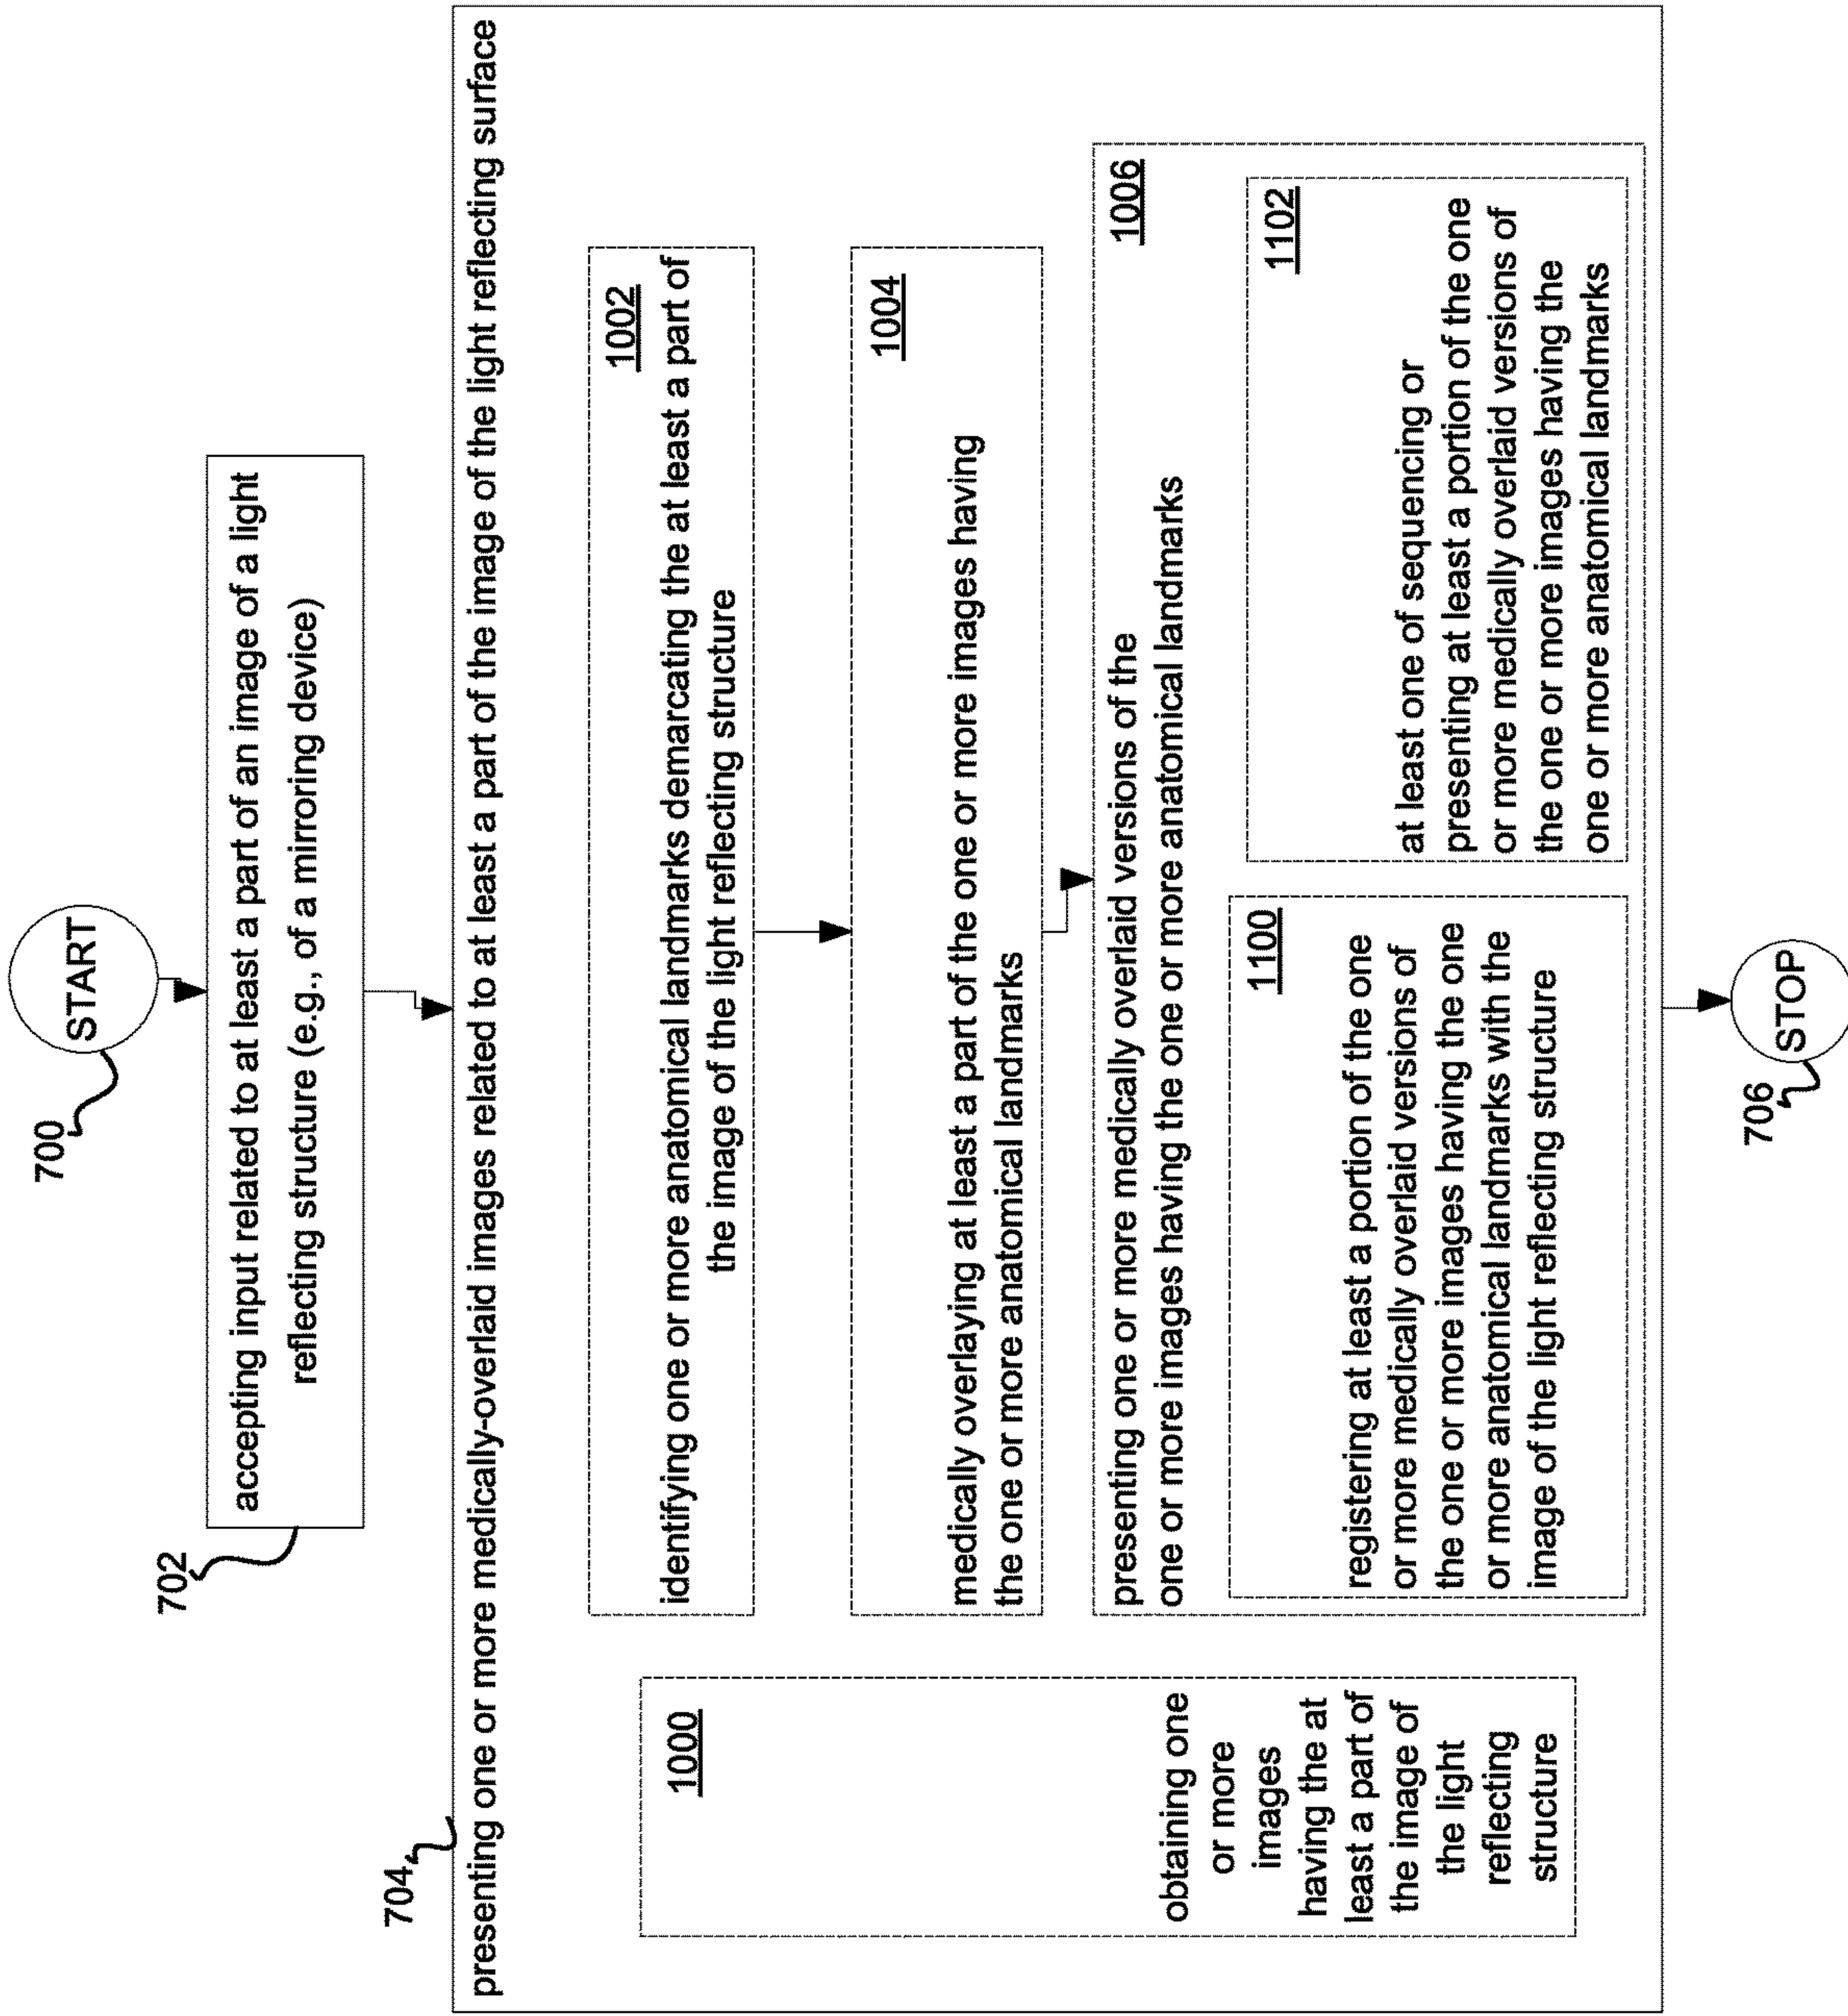 START
700
702
accepting input related to at least a part of an image of a light
reflecting structure (e.g., of a mirroring device)
704
presenting one or more medically-overlaid images related to at least a part of the image of the light reflecting surface
1000
obtaining one
or more
images
having the at
least a part of
the image of
the light
reflecting
structure
1002
identifying one or more anatomical landmarks demarcating the at least a part of
the image of the light reflecting structure
1004
medically overlaying at least a part of the one or more images having
the one or more anatomical landmarks
1006
presenting one or more medically overlaid versions of the
one or more images having the one or more anatomical landmarks
1100
registering at least a portion of the one
or more medically overlaid versions of
the one or more images having the one
or more anatomical landmarks with the
image of the light reflecting structure
1102
at least one of sequencing or
presenting at least a portion of the one
or more medically overlaid versions of
the one or more images having the
one or more anatomical landmarks
706
STOP